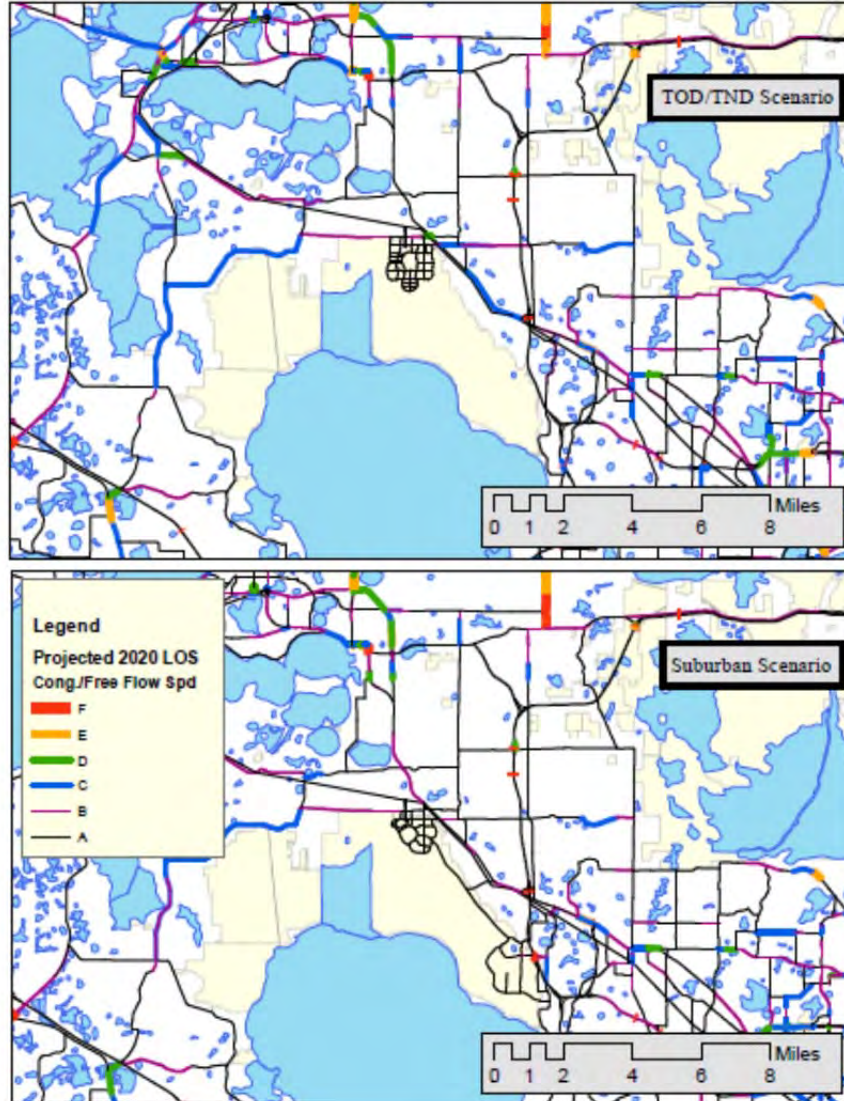 TOD/TND Scenario
Miles
0 1 2 4 6 8
Legend
Projected 2020 LOS
Cong./Free Flow Spd
F
E
D
C
B
A
Suburban Scenario
Miles
0 1 2 4 6 8